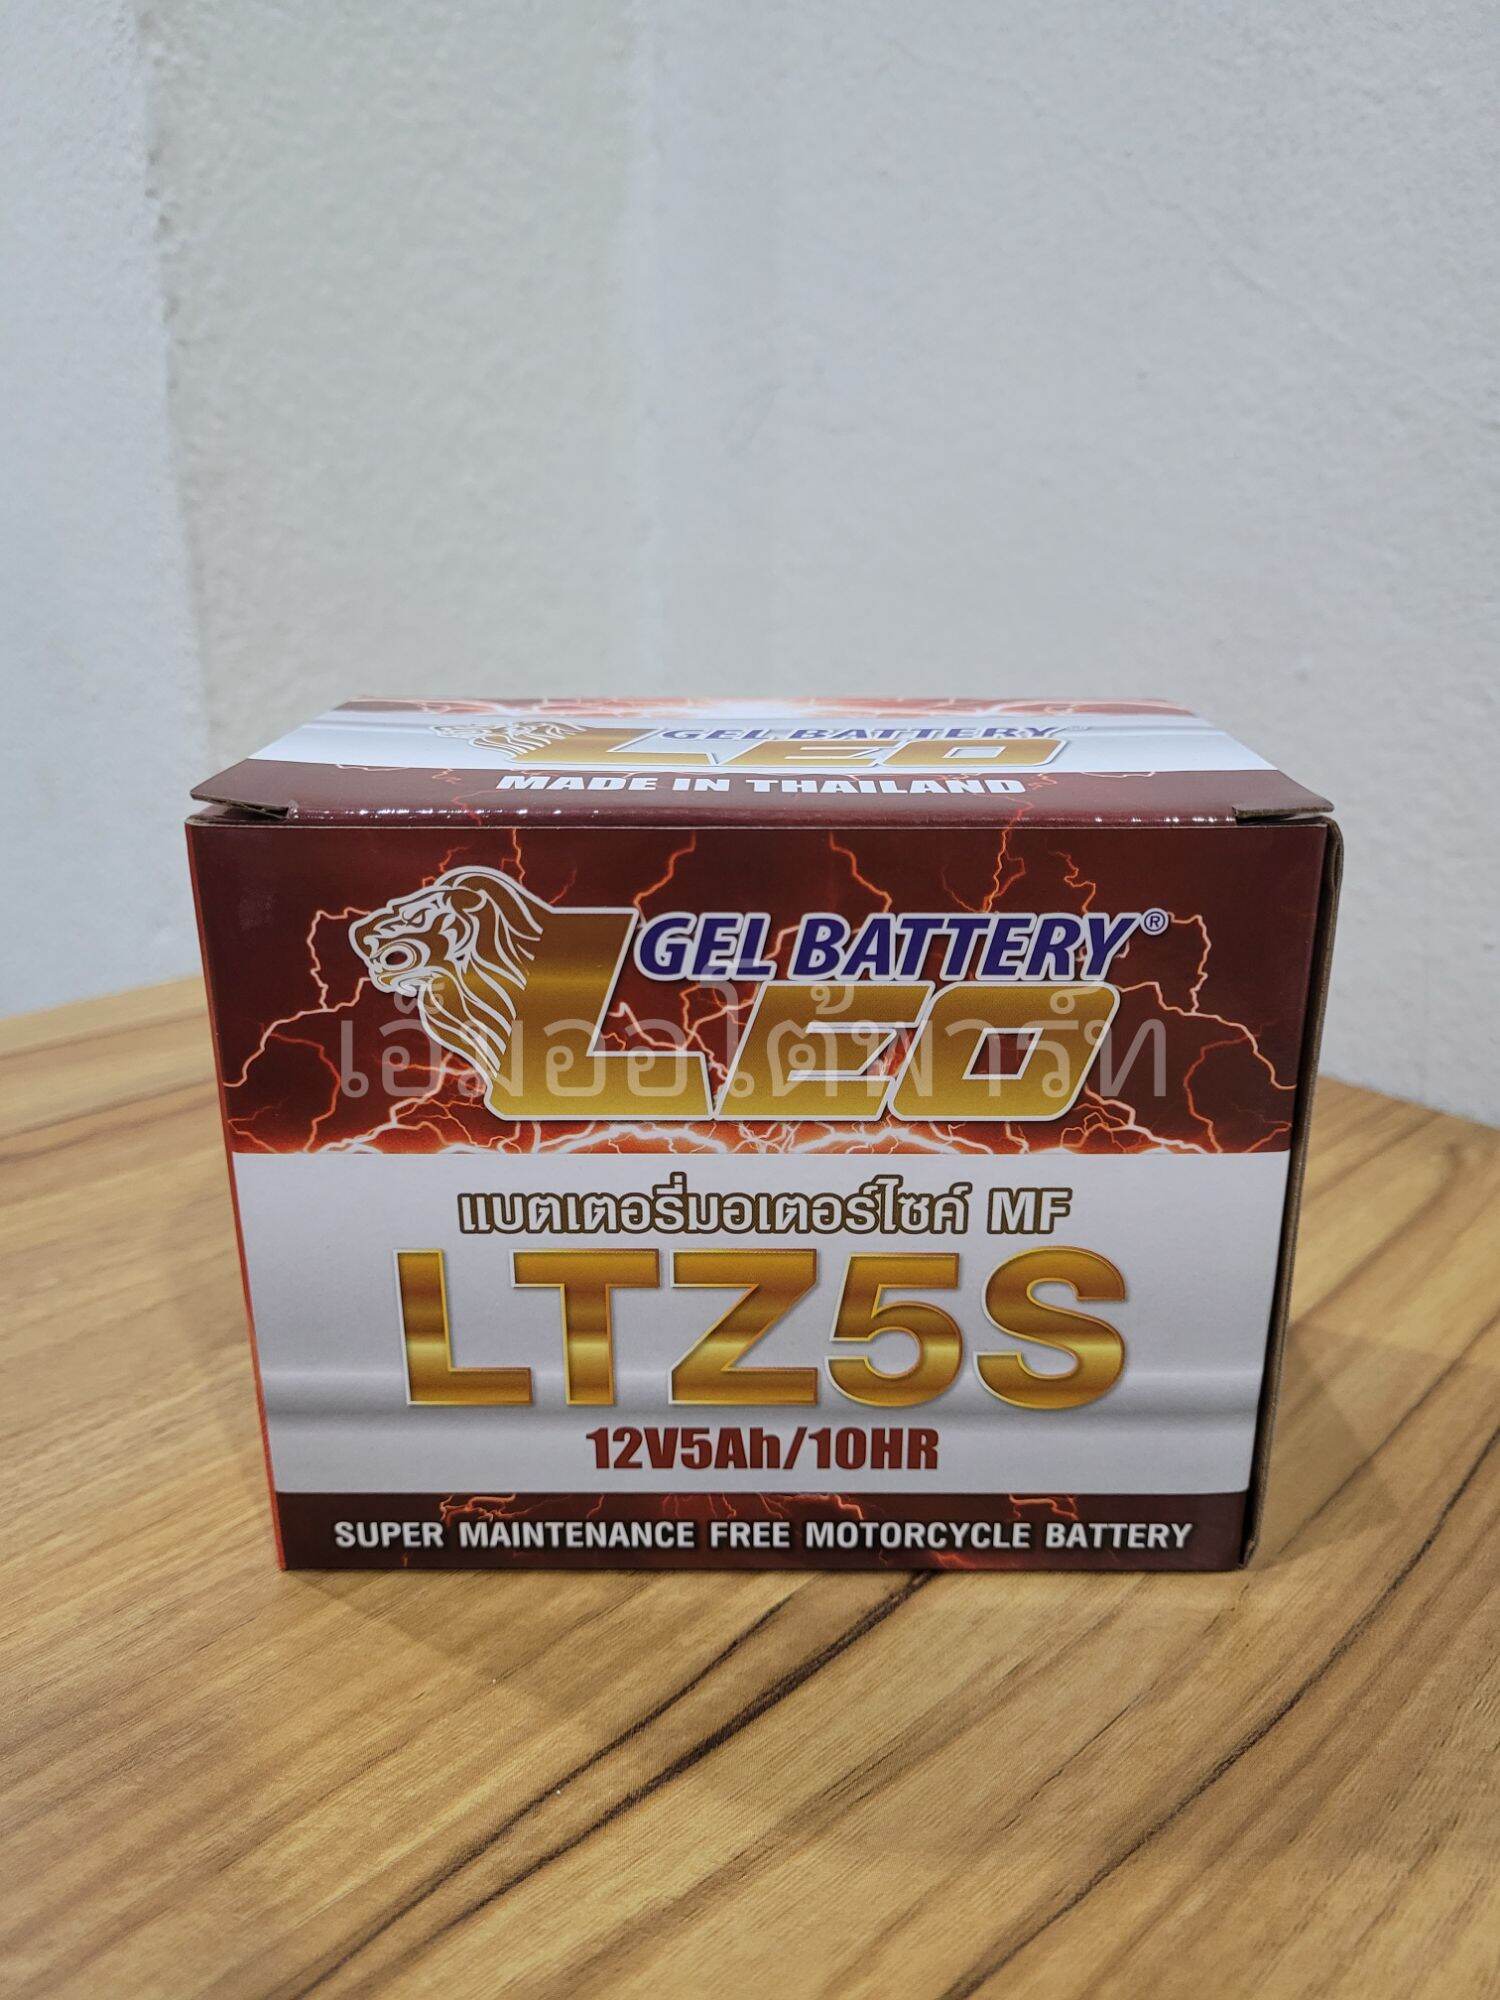 GEL BATTERY®
LEO
MADE IN THAILAND
GEL BATTERY®
LEO
เอ็มออโต้พาร์ท
แบตเตอรี่มอเตอร์ไซค์ MF
LTZ5S
12V5Ah/10HR
SUPER MAINTENANCE FREE MOTORCYCLE BATTERY